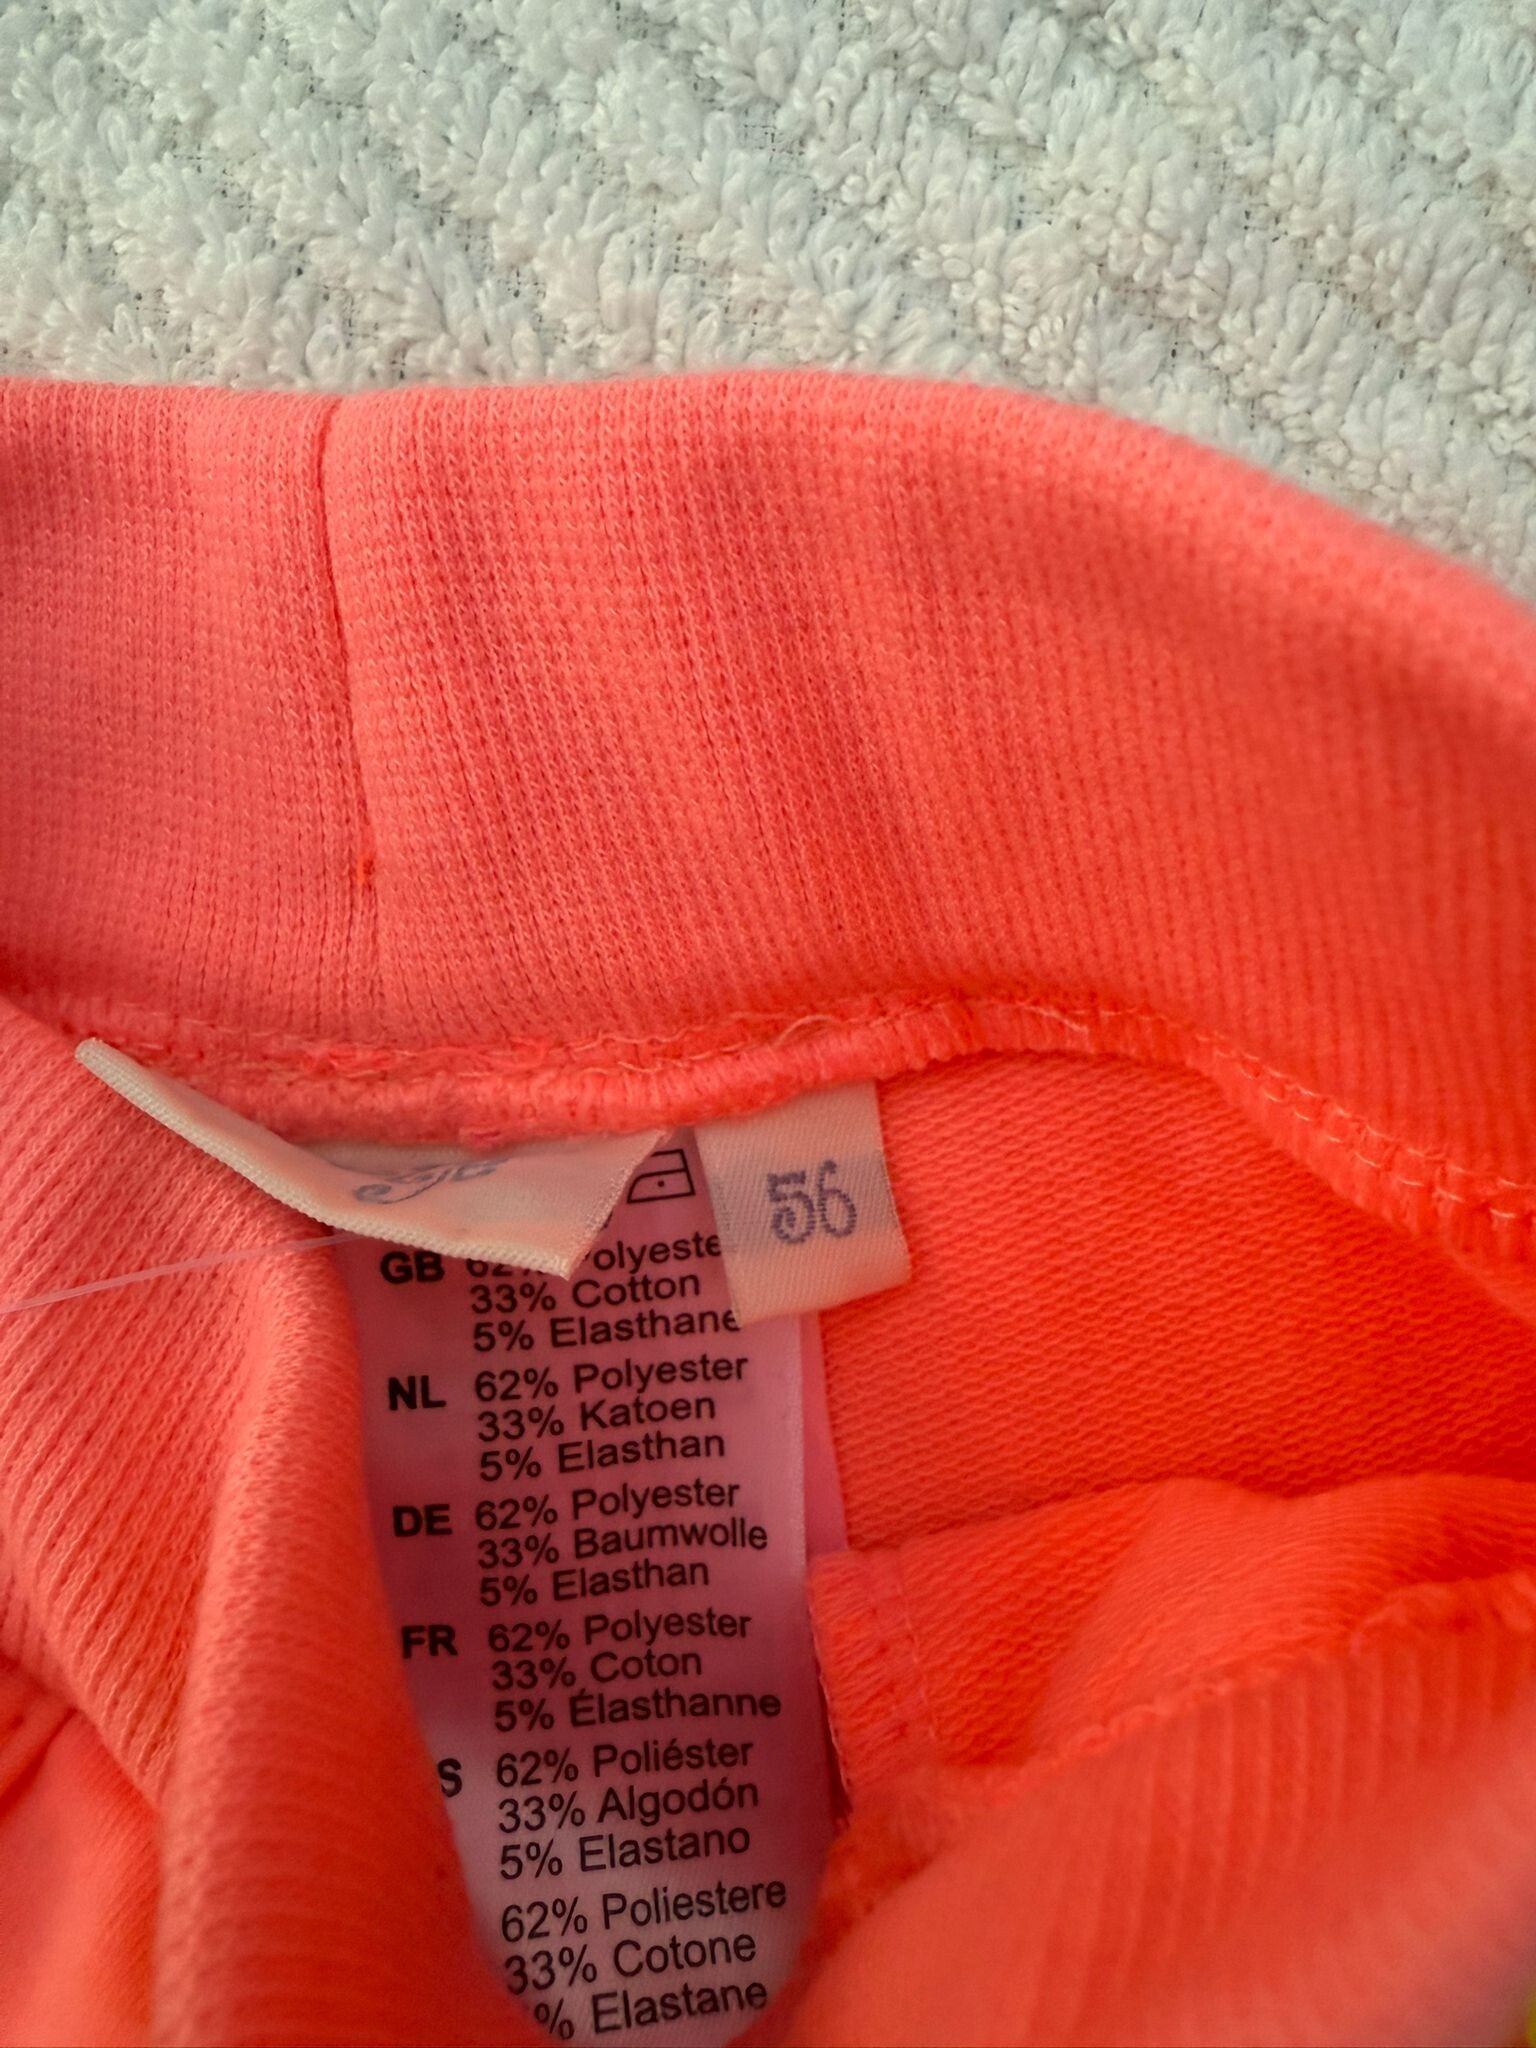 56
GB Polyeste
33% Cotton
5% Elasthane
NL 62% Polyester
33% Katoen
5% Elasthan
DE 62% Polyester
33% Baumwolle
5% Elasthan
FR 62% Polyester
33% Coton
5% Élasthanne
S 62% Poliéster
33% Algodón
5% Elastano
62% Poliestere
33% Cotone
% Elastane